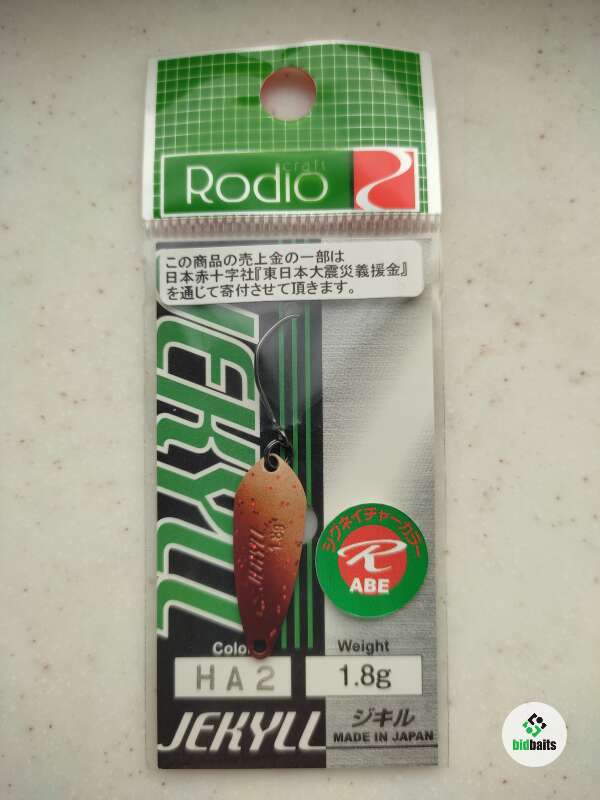 craft
Rodio
この商品の売上金の一部は
日本赤十字社『東日本大震災義援金』
を通じて寄付させて頂きます。
JEKYLL
JEKYLL 1.8g
シグネイチャーカラー
R
ABE
Color
Weight
HA2
1.8g
JEKYLL
ジキル
MADE IN JAPAN
bidbaits